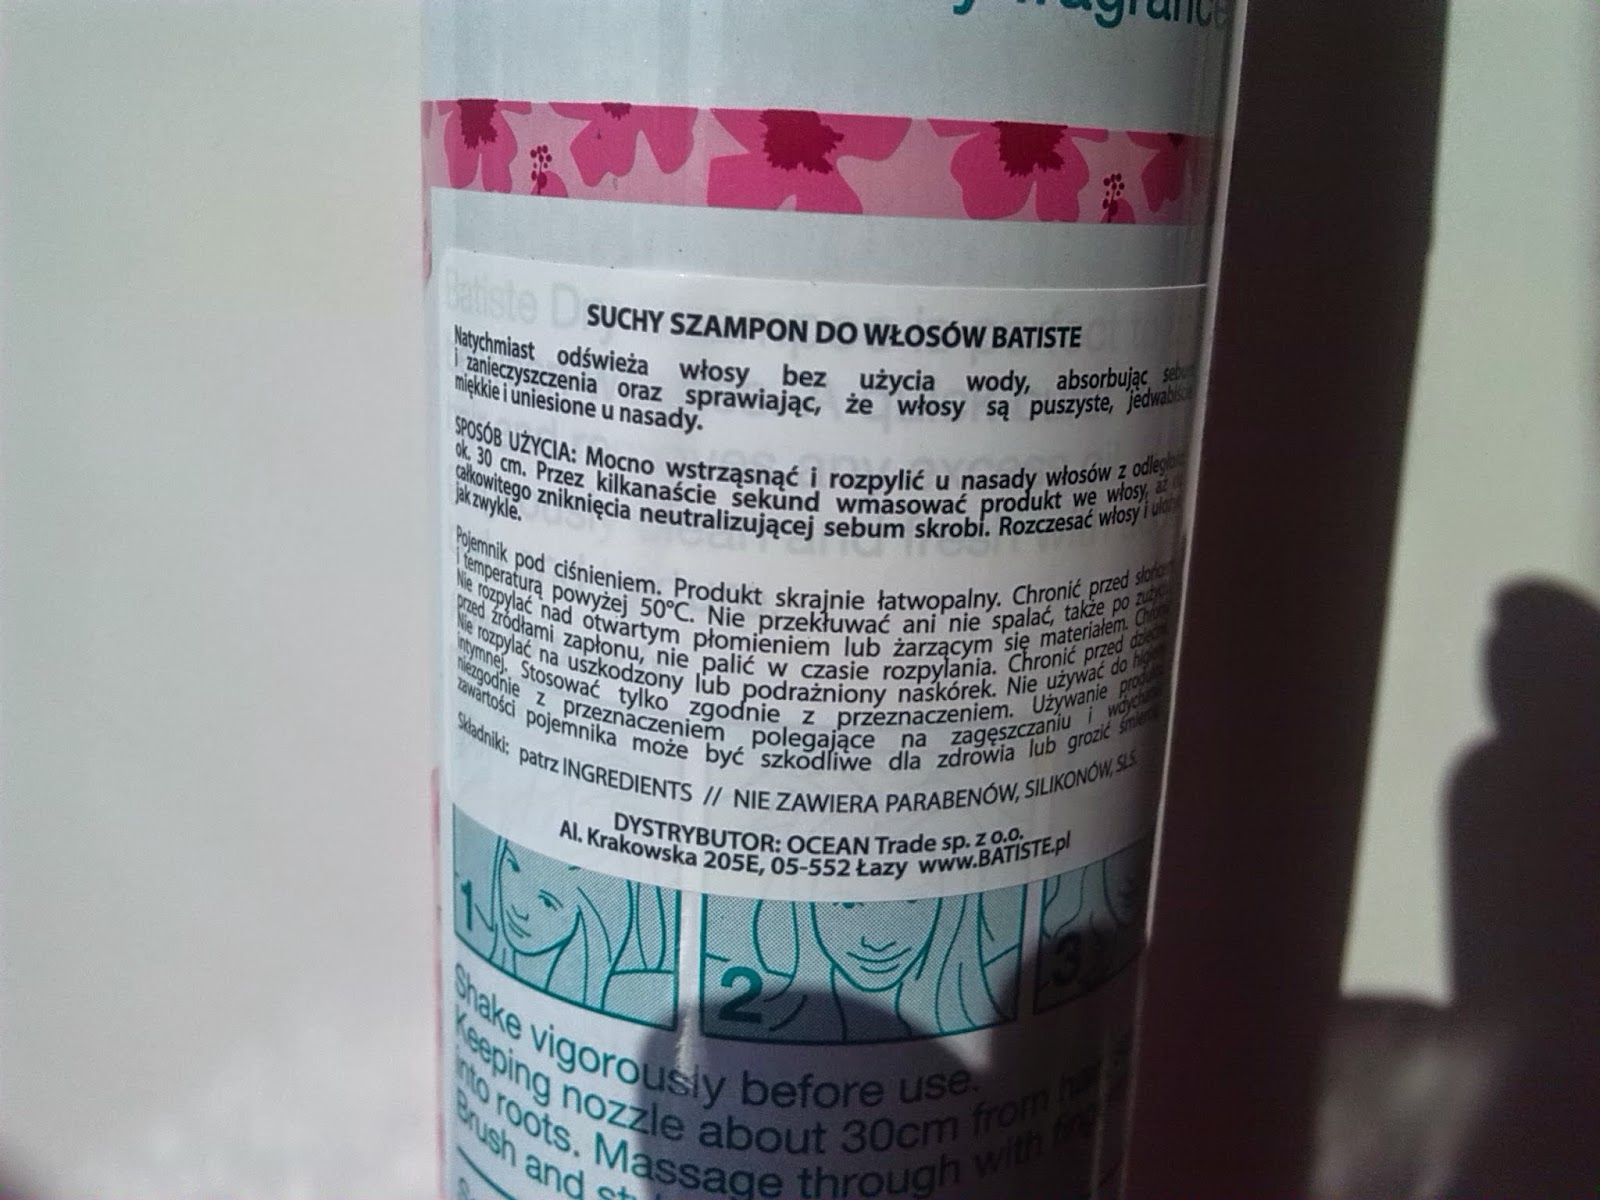 fragrance
SUCHY SZAMPON DO WŁOSÓW BATISTE
Natychmiast odświeża włosy bez użycia wody, absorbując
i zanieczyszczenia oraz sprawiając, że włosy są puszyste,
miękkie i uniesione u nasady.
SPOSÓB UŻYCIA: Mocno wstrząsnąć i rozpylić u nasady włosów z
ok. 30 cm. Przez kilkanaście sekund wmasować produkt we włosy, aż
całkowitego zniknięcia neutralizującej sebum skrobi. Rozczesać włosy i
jak zwykle.
Pojemnik pod ciśnieniem. Produkt skrajnie łatwopalny. Chronić przed
i temperaturą powyżej 50°C. Nie przekłuwać ani nie spalać, także po
Nie rozpylać nad otwartym płomieniem lub żarzącym się materiałem.
przed źródłami zapłonu, nie palić w czasie rozpylania. Chronić przed
Nie rozpylać na uszkodzony lub podrażniony naskórek. Nie używać do
intymnej. Stosować tylko zgodnie z przeznaczeniem. Używanie
niezgodnie z przeznaczeniem polegające na zagęszczaniu i
zawartości pojemnika może być szkodliwe dla zdrowia lub grozić
Składniki: patrz INGREDIENTS // NIE ZAWIERA PARABENÓW, SILIKONÓW, SLS.
DYSTRYBUTOR: OCEAN Trade sp. z o.o.
Al. Krakowska 205E, 05-552 Łazy www.BATISTE.pl
1 2 3
Shake vigorously before use.
Keeping nozzle about 30cm from
into roots. Massage through with
Brush and